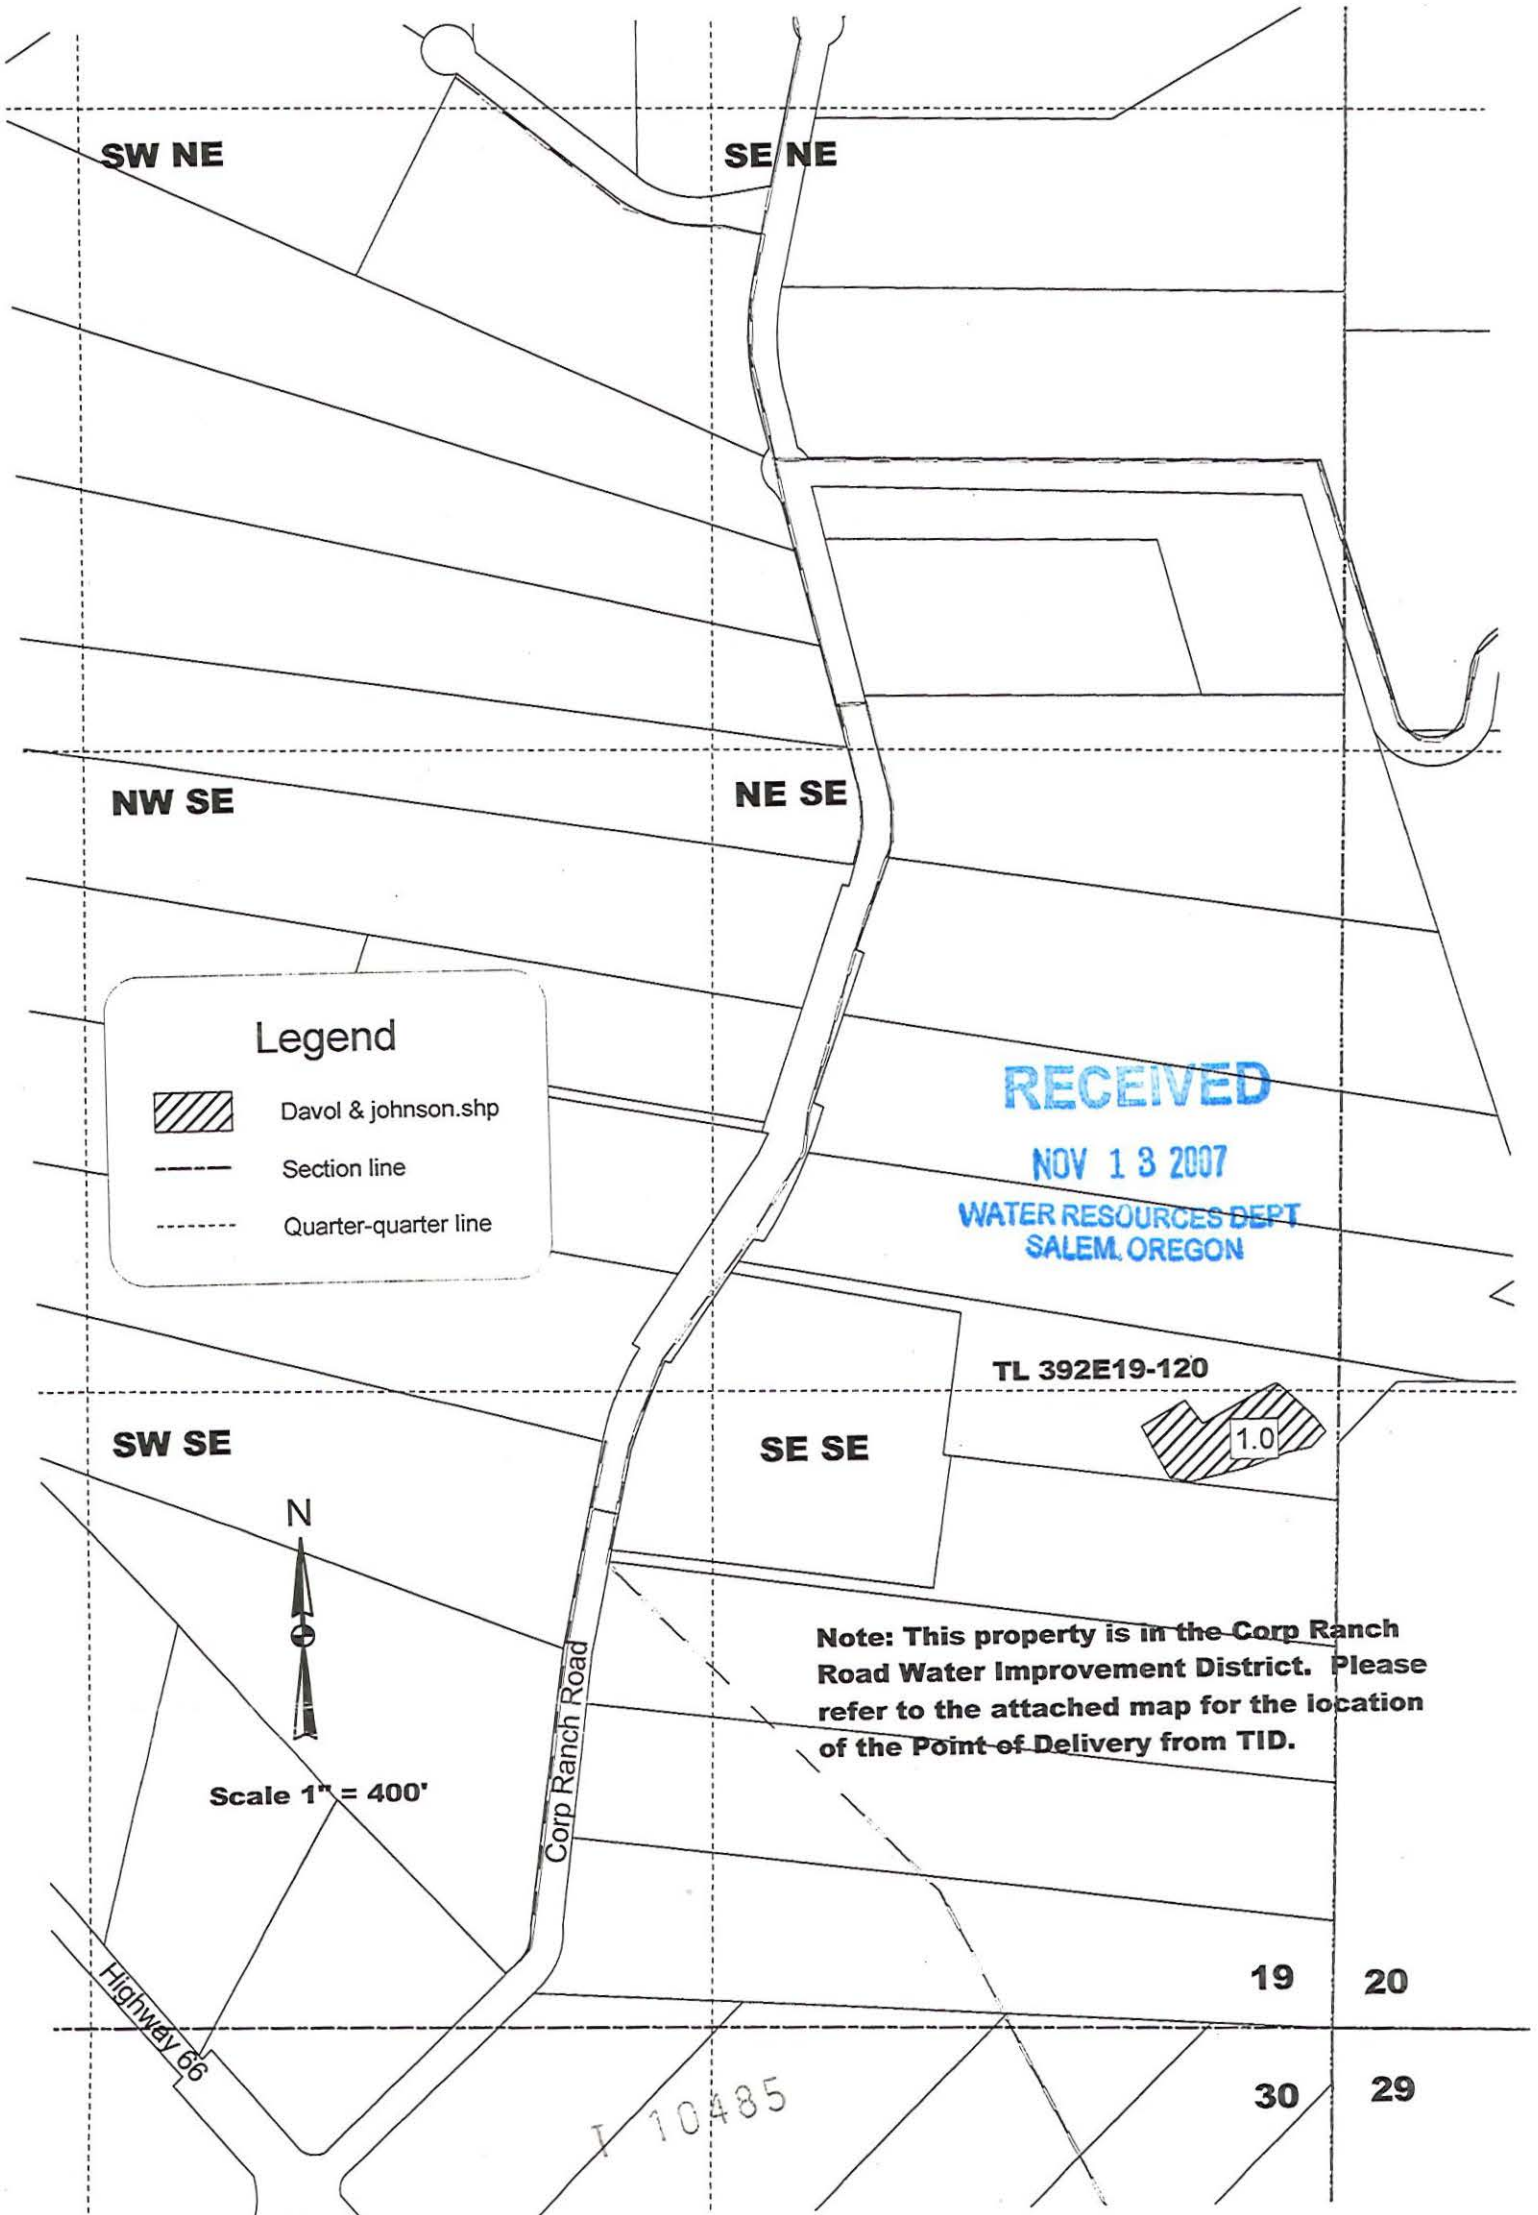 SW NE
SE NE
NW SE
NE SE
Legend
Davol & johnson.shp
Section line
Quarter-quarter line
RECEIVED
NOV 13 2007
WATER RESOURCES DEPT
SALEM, OREGON
TL 392E19-120
1.0
SW SE
SE SE
N
Scale 1" = 400'
Corp Ranch Road
Note: This property is in the Corp Ranch
Road Water Improvement District. Please
refer to the attached map for the location
of the Point of Delivery from TID.
Highway 66
19
20
30
29
T 10485